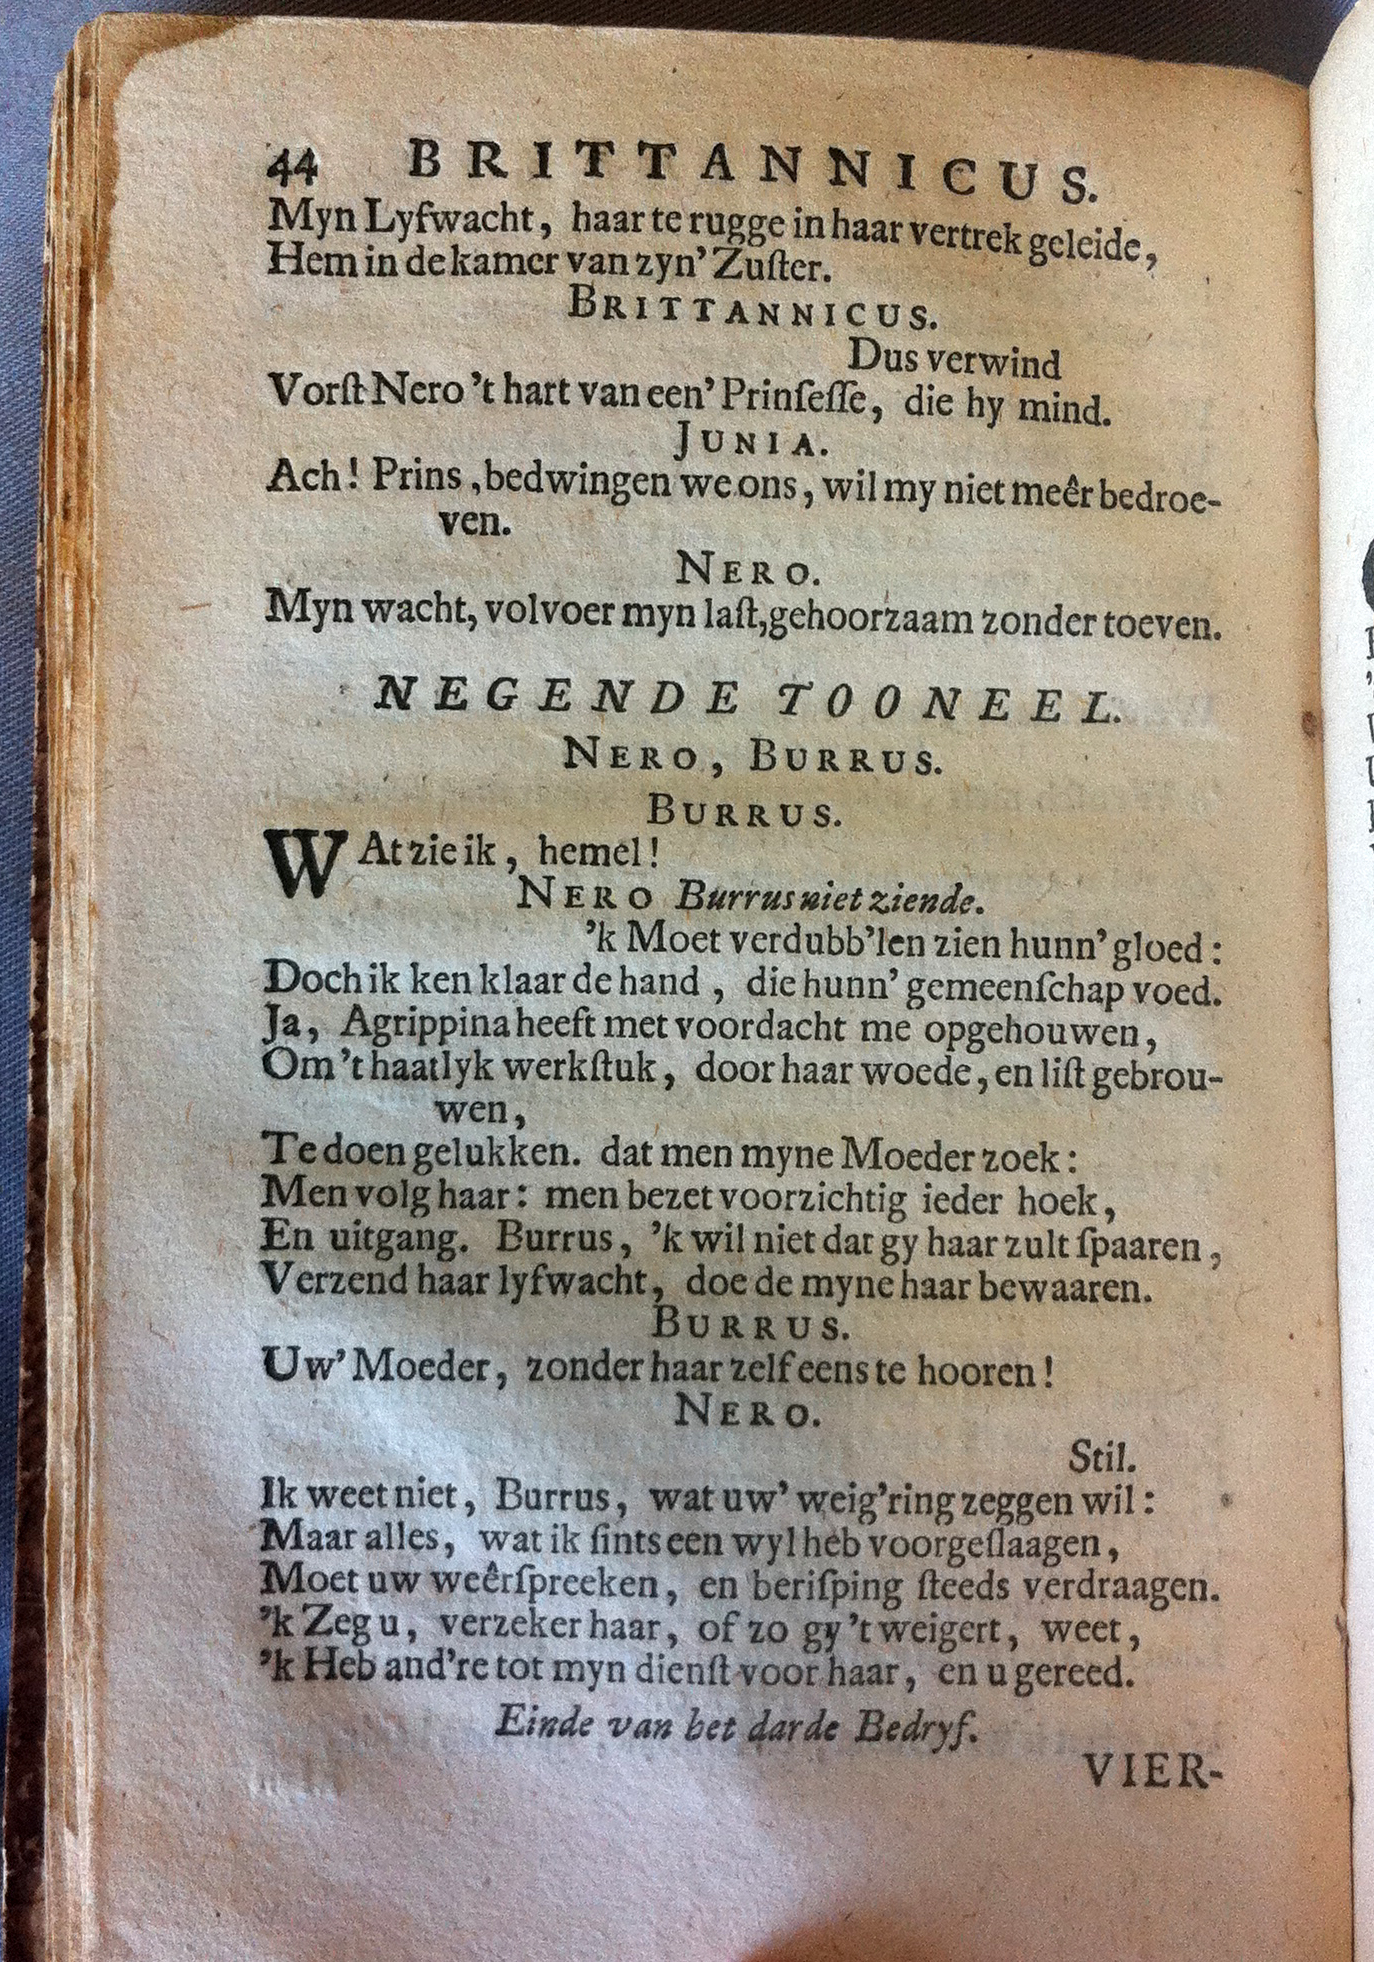 44 BRITTANNICUS.
Myn Lyfwacht, haar te rugge in haar vertrek geleide,
Hem in de kamer van zyn' Zuſter.
BRITTANNICUS.
Dus verwind
Vorſt Nero 't hart van een' Prinſeſſe, die hy mind.
JUNIA.
Ach! Prins, bedwingen we ons, wil my niet meêr bedroe-
ven.
NERO.
Myn wacht, volvoer myn laſt, gehoorzaam zonder toeven.
NEGENDE TOONEEL.
NERO, BURRUS.
BURRUS.
WAt zie ik, hemel!
NERO Burrus niet ziende.
'k Moet verdubb'len zien hunn' gloed:
Doch ik ken klaar de hand, die hunn' gemeenſchap voed.
Ja, Agrippina heeft met voordacht me opgehouwen,
Om 't haatlyk werkſtuk, door haar woede, en liſt gebrou-
wen,
Te doen gelukken. dat men myne Moeder zoek:
Men volg haar: men bezet voorzichtig ieder hoek,
En uitgang. Burrus, 'k wil niet dat gy haar zult ſpaaren,
Verzend haar lyfwacht, doe de myne haar bewaaren.
BURRUS.
Uw' Moeder, zonder haar zelf eens te hooren!
NERO.
Stil.
Ik weet niet, Burrus, wat uw' weig'ring zeggen wil:
Maar alles, wat ik ſints een wyl heb voorgeſlaagen,
Moet uw weêrſpreeken, en beriſping ſteeds verdraagen.
'k Zeg u, verzeker haar, of zo gy 't weigert, weet,
'k Heb and're tot myn dienſt voor haar, en u gereed.
Einde van het darde Bedryf.
VIER-